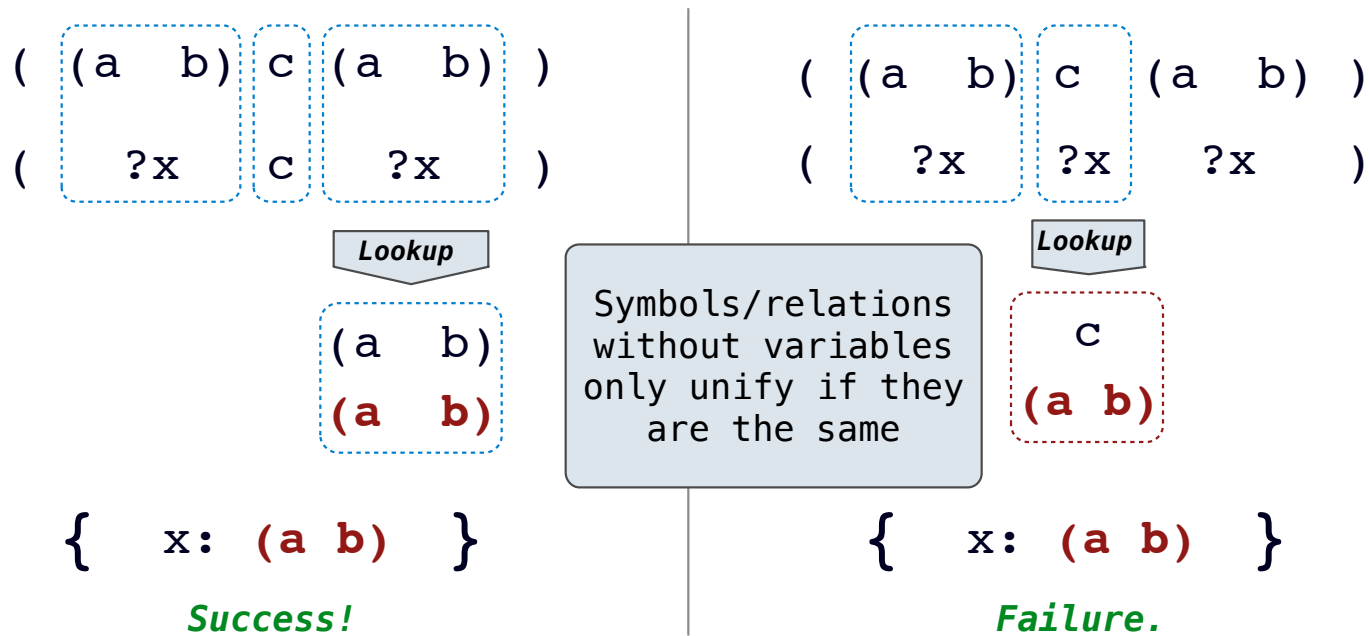 ( (a b) c (a b) )
( ?x c ?x )
Lookup
(a b)
(a b)
{ x: (a b) }
Success!
Symbols/relations
without variables
only unify if they
are the same
( (a b) c (a b) )
( ?x ?x ?x )
Lookup
c
(a b)
{ x: (a b) }
Failure.